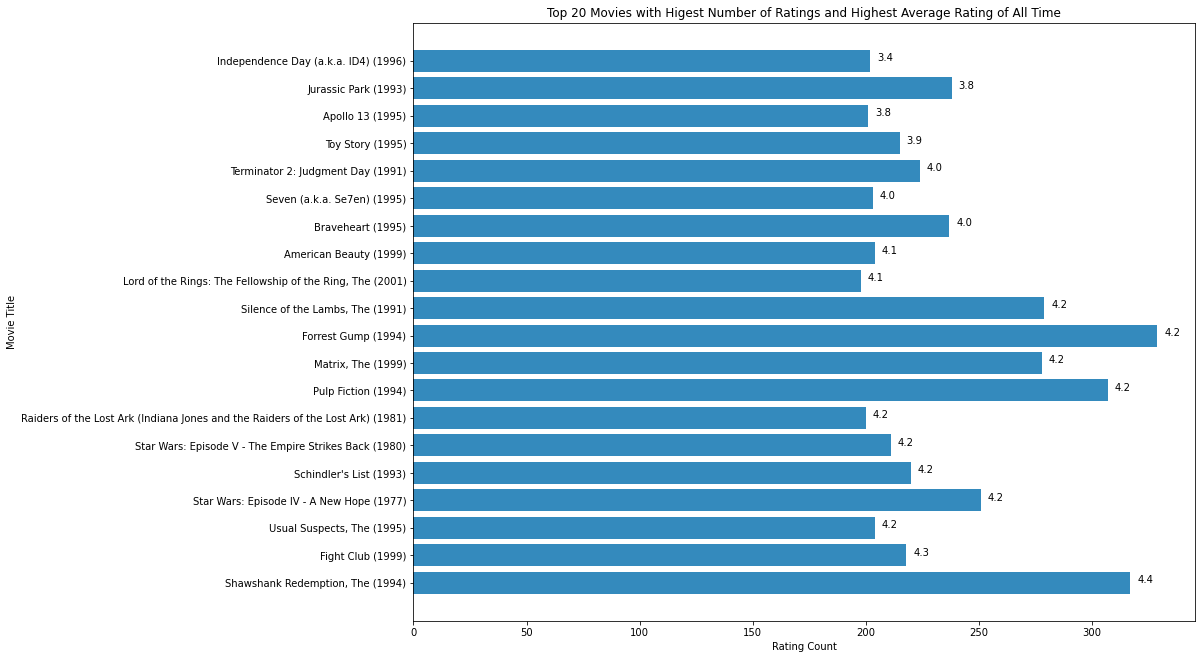 Top 20 Movies with Higest Number of Ratings and Highest Average Rating of All Time
Movie Title
Independence Day (a.k.a. ID4) (1996) 3.4
Jurassic Park (1993) 3.8
Apollo 13 (1995) 3.8
Toy Story (1995) 3.9
Terminator 2: Judgment Day (1991) 4.0
Seven (a.k.a. Se7en) (1995) 4.0
Braveheart (1995) 4.0
American Beauty (1999) 4.1
Lord of the Rings: The Fellowship of the Ring, The (2001) 4.1
Silence of the Lambs, The (1991) 4.2
Forrest Gump (1994) 4.2
Matrix, The (1999) 4.2
Pulp Fiction (1994) 4.2
Raiders of the Lost Ark (Indiana Jones and the Raiders of the Lost Ark) (1981) 4.2
Star Wars: Episode V - The Empire Strikes Back (1980) 4.2
Schindler's List (1993) 4.2
Star Wars: Episode IV - A New Hope (1977) 4.2
Usual Suspects, The (1995) 4.2
Fight Club (1999) 4.3
Shawshank Redemption, The (1994) 4.4
0 50 100 150 200 250 300
Rating Count